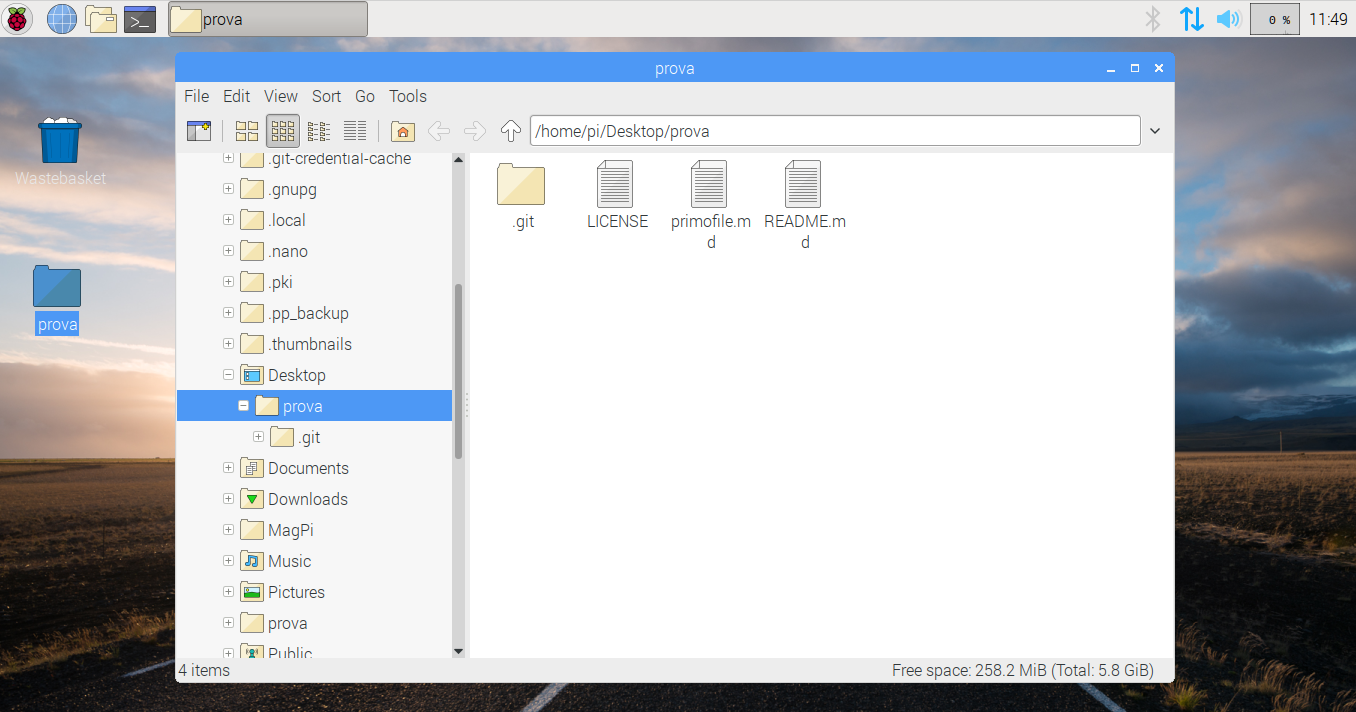 prova
0 %
11:49
prova
File Edit View Sort Go Tools
/home/pi/Desktop/prova
Wastebasket
prova
.git-credential-cache
.gnupg
.local
.nano
.pki
.pp_backup
.thumbnails
Desktop
prova
.git
Documents
Downloads
MagPi
Music
Pictures
prova
Public
.git
LICENSE
primofile.m
d
README.m
d
4 items
Free space: 258.2 MiB (Total: 5.8 GiB)